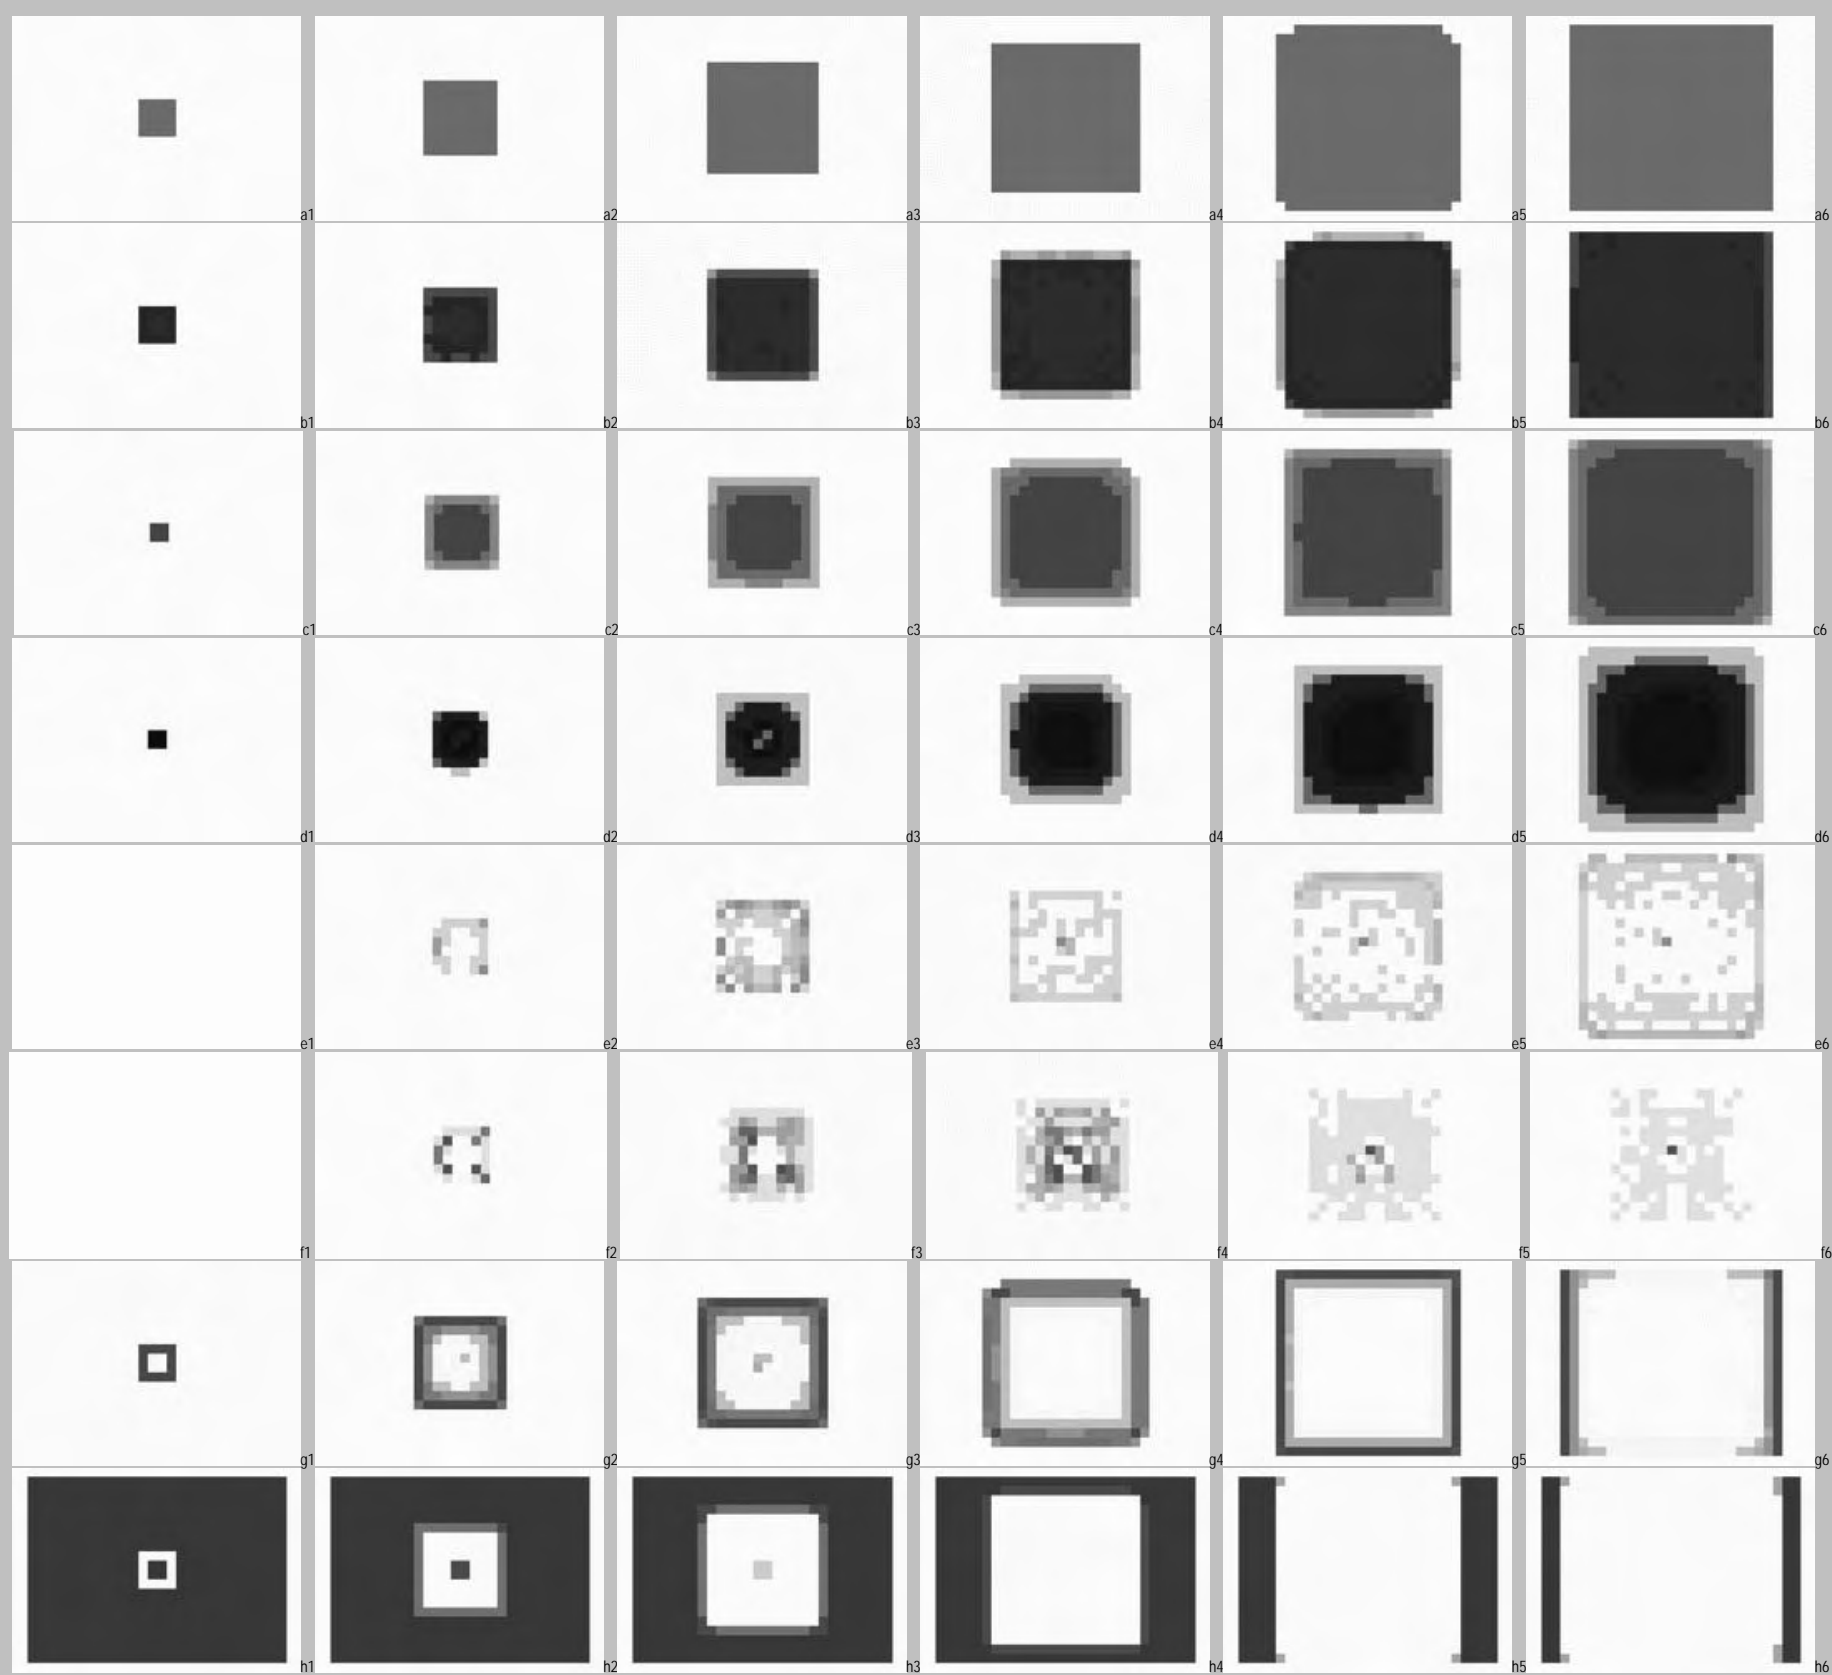 a1 a2 a3 a4 a5 a6
b1 b2 b3 b4 b5 b6
c1 c2 c3 c4 c5 c6
d1 d2 d3 d4 d5 d6
e1 e2 e3 e4 e5 e6
f1 f2 f3 f4 f5 f6
g1 g2 g3 g4 g5 g6
h1 h2 h3 h4 h5 h6